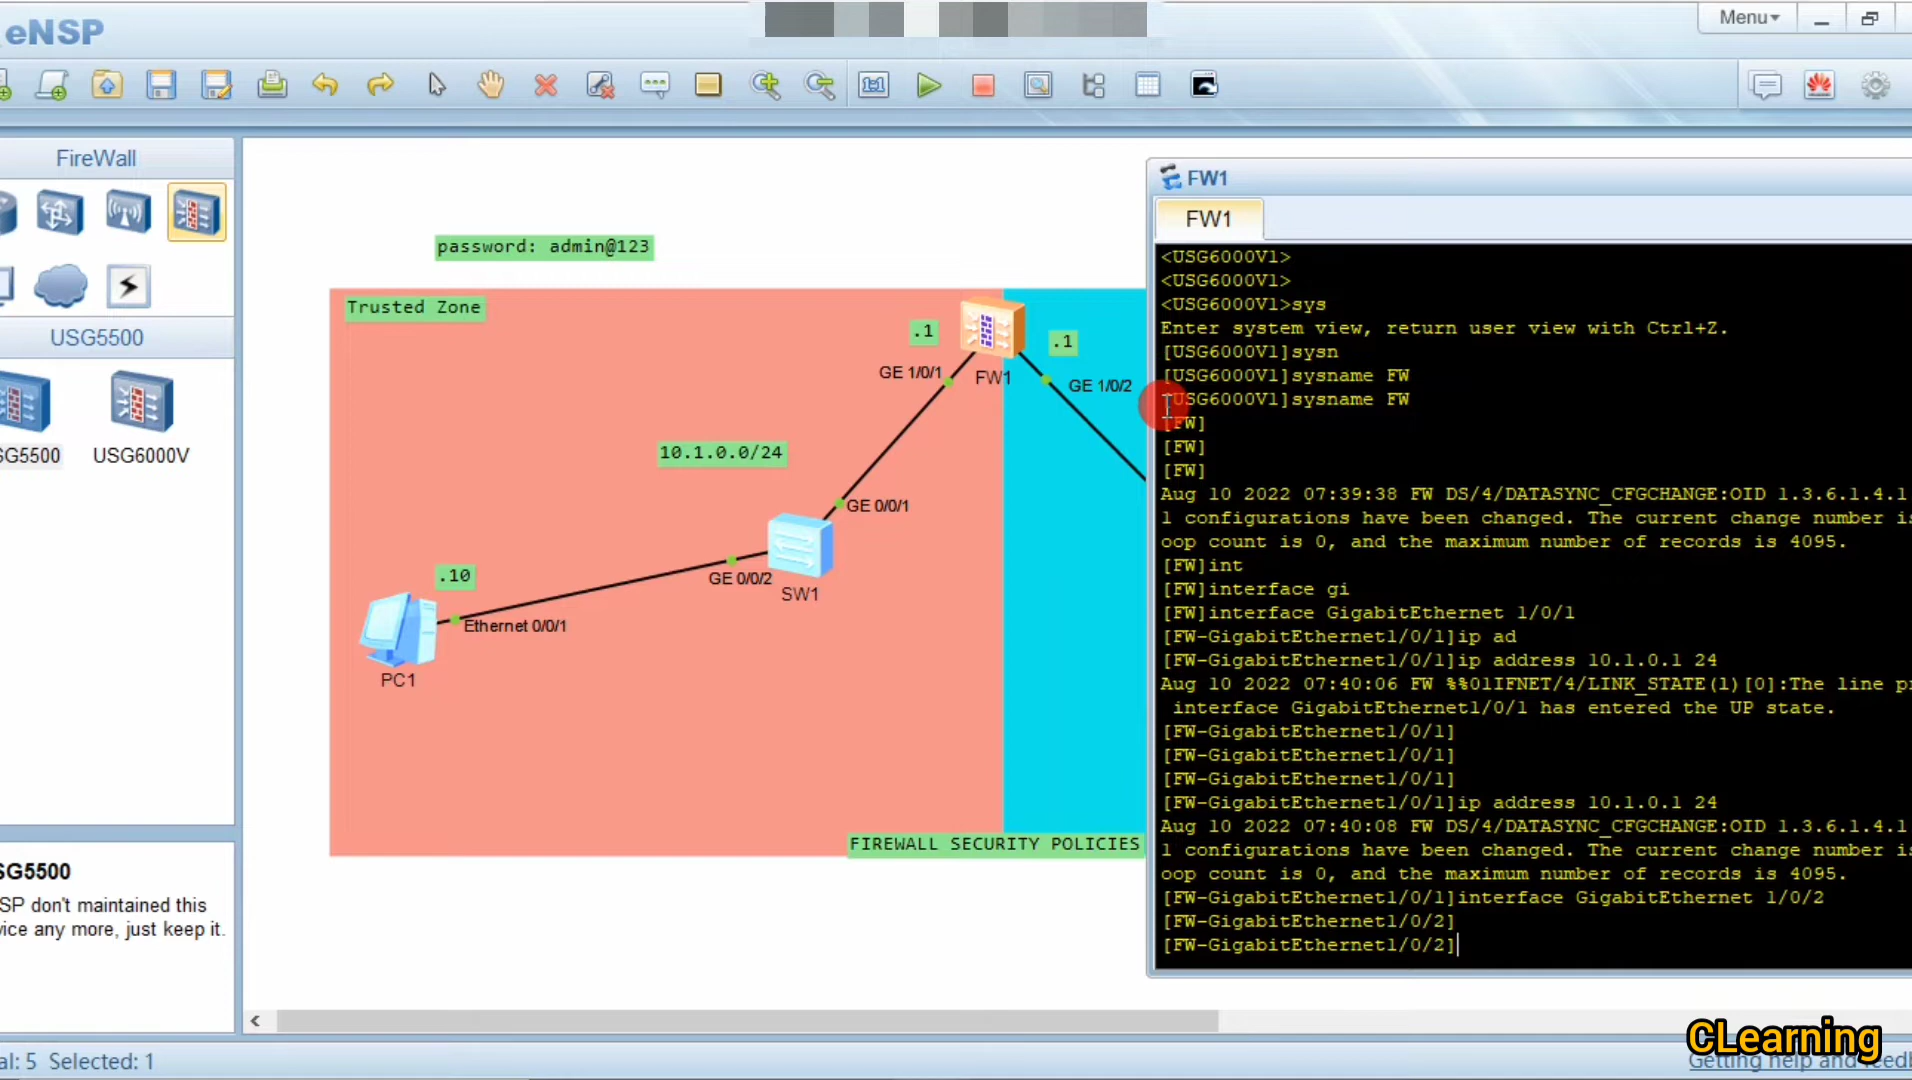 eNSP
Menu
FireWall
USG5500
SG5500
USG6000V
SG5500
SP don't maintained this
vice any more, just keep it.
al: 5 Selected: 1
password: admin@123
Trusted Zone
.1
.1
GE 1/0/1
FW1
GE 1/0/2
10.1.0.0/24
GE 0/0/1
.10
GE 0/0/2
SW1
Ethernet 0/0/1
PC1
FIREWALL SECURITY POLICIES
FW1
FW1
<USG6000V1>
<USG6000V1>
<USG6000V1>sys
Enter system view, return user view with Ctrl+Z.
[USG6000V1]sysn
[USG6000V1]sysname FW
[USG6000V1]sysname FW
[FW]
[FW]
[FW]
Aug 10 2022 07:39:38 FW DS/4/DATASYNC_CFGCHANGE:OID 1.3.6.1.4.1
1 configurations have been changed. The current change number is
oop count is 0, and the maximum number of records is 4095.
[FW]int
[FW]interface gi
[FW]interface GigabitEthernet 1/0/1
[FW-GigabitEthernet1/0/1]ip ad
[FW-GigabitEthernet1/0/1]ip address 10.1.0.1 24
Aug 10 2022 07:40:06 FW %%01IFNET/4/LINK_STATE(l)[0]:The line pr
interface GigabitEthernet1/0/1 has entered the UP state.
[FW-GigabitEthernet1/0/1]
[FW-GigabitEthernet1/0/1]
[FW-GigabitEthernet1/0/1]
[FW-GigabitEthernet1/0/1]ip address 10.1.0.1 24
Aug 10 2022 07:40:08 FW DS/4/DATASYNC_CFGCHANGE:OID 1.3.6.1.4.1
1 configurations have been changed. The current change number is
oop count is 0, and the maximum number of records is 4095.
[FW-GigabitEthernet1/0/1]interface GigabitEthernet 1/0/2
[FW-GigabitEthernet1/0/2]
[FW-GigabitEthernet1/0/2]
CLearning
Getting help and feedb